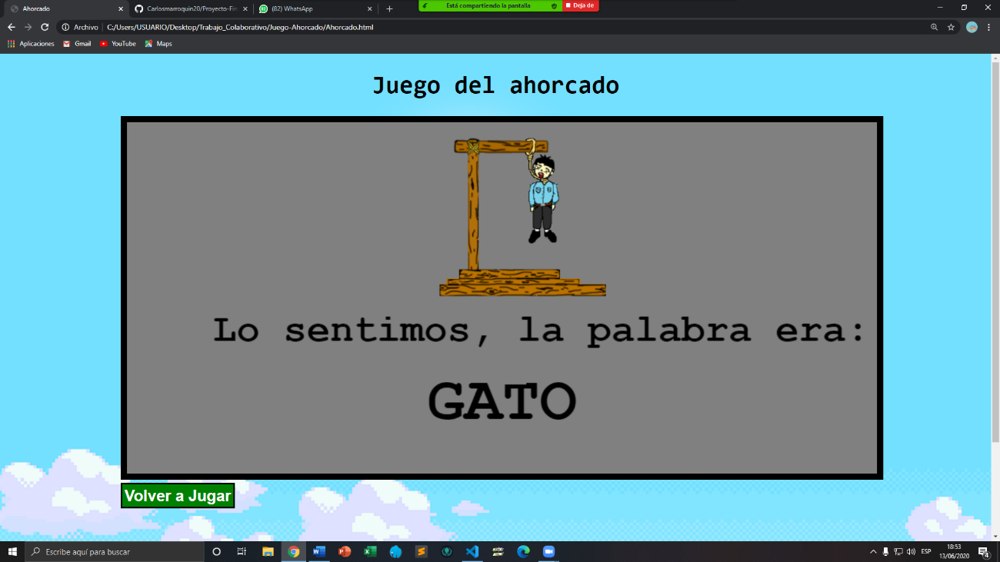 Ahorcado
Carlosmarroquin20/Proyecto-Fin
(82) WhatsApp
Está compartiendo la pantalla
Deja de
Archivo
C:/Users/USUARIO/Desktop/Trabajo_Colaborativo/Juego-Ahorcado/Ahorcado.html
Aplicaciones
Gmail
YouTube
Maps
Juego del ahorcado
Lo sentimos, la palabra era:
GATO
Volver a Jugar
Escribe aquí para buscar
ESP
18:53
13/06/2020
4